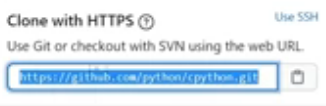 Clone with HTTPS
Use SSH
Use Git or checkout with SVN using the web URL.
https://github.com/python/cpython.git